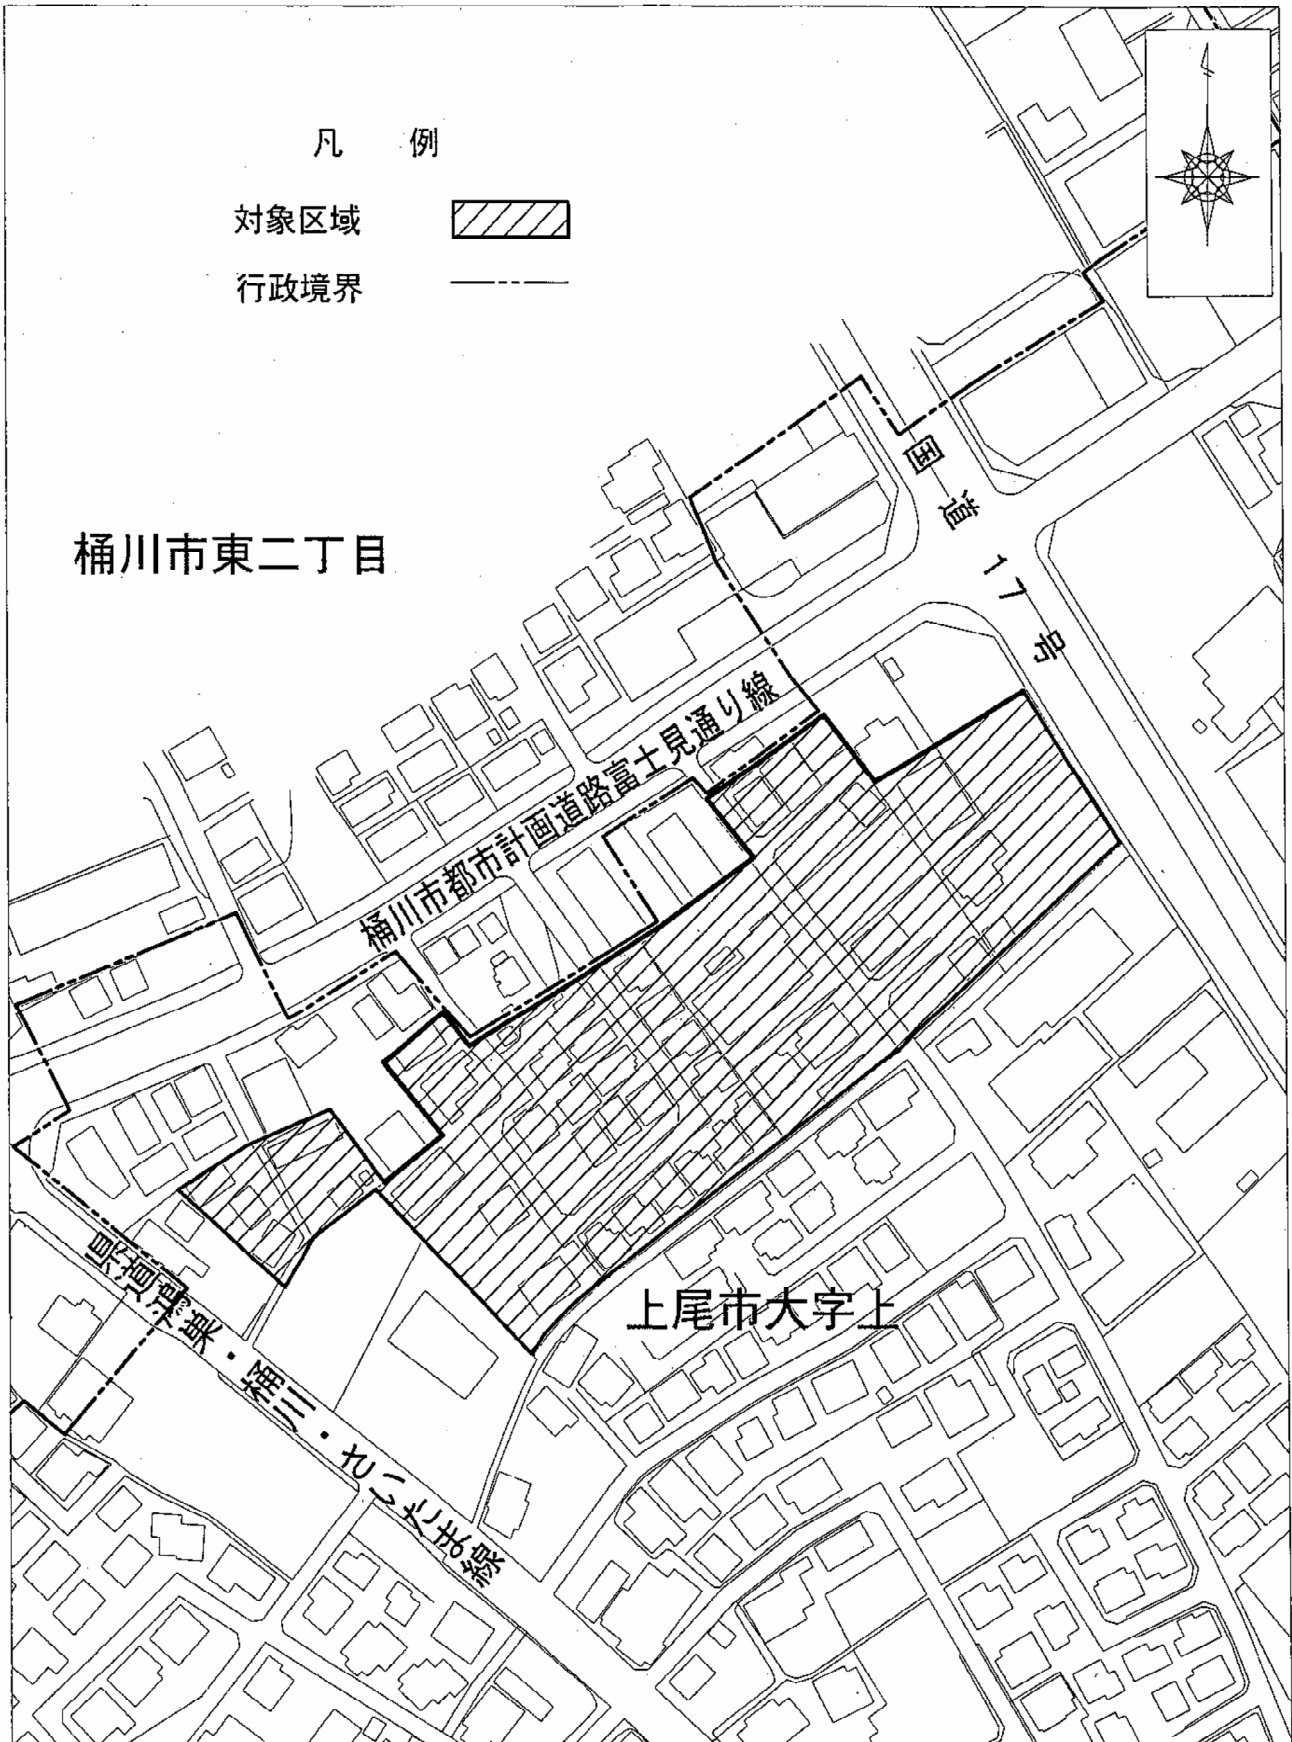 凡 例
対象区域
行政境界
国道17号
桶川市東二丁目
桶川市都市計画道路富士見通り線
上尾市大字上
県道鴻巣・桶川・さいたま線